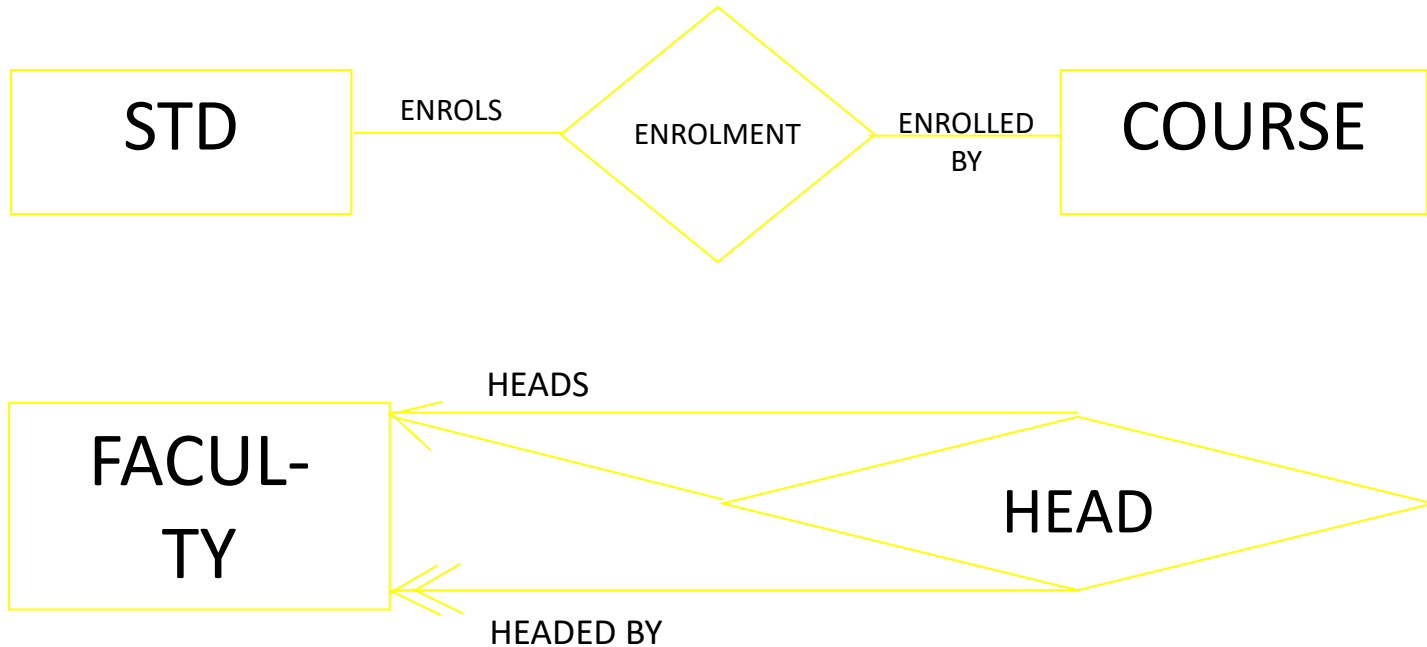 STD
ENROLS
ENROLMENT
ENROLLED
BY
COURSE
HEADS
FACUL-
TY
HEAD
HEADED BY